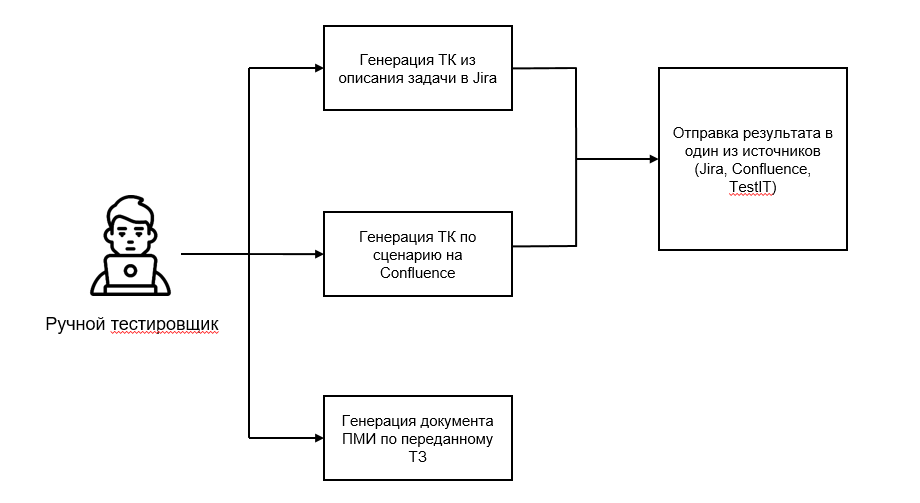 Генерация ТК из
описания задачи в Jira
Отправка результата в
один из источников
(Jira, Confluence,
TestIT)
Генерация ТК по
сценарию на
Confluence
Ручной тестировщик
Генерация документа
ПМИ по переданному
ТЗ